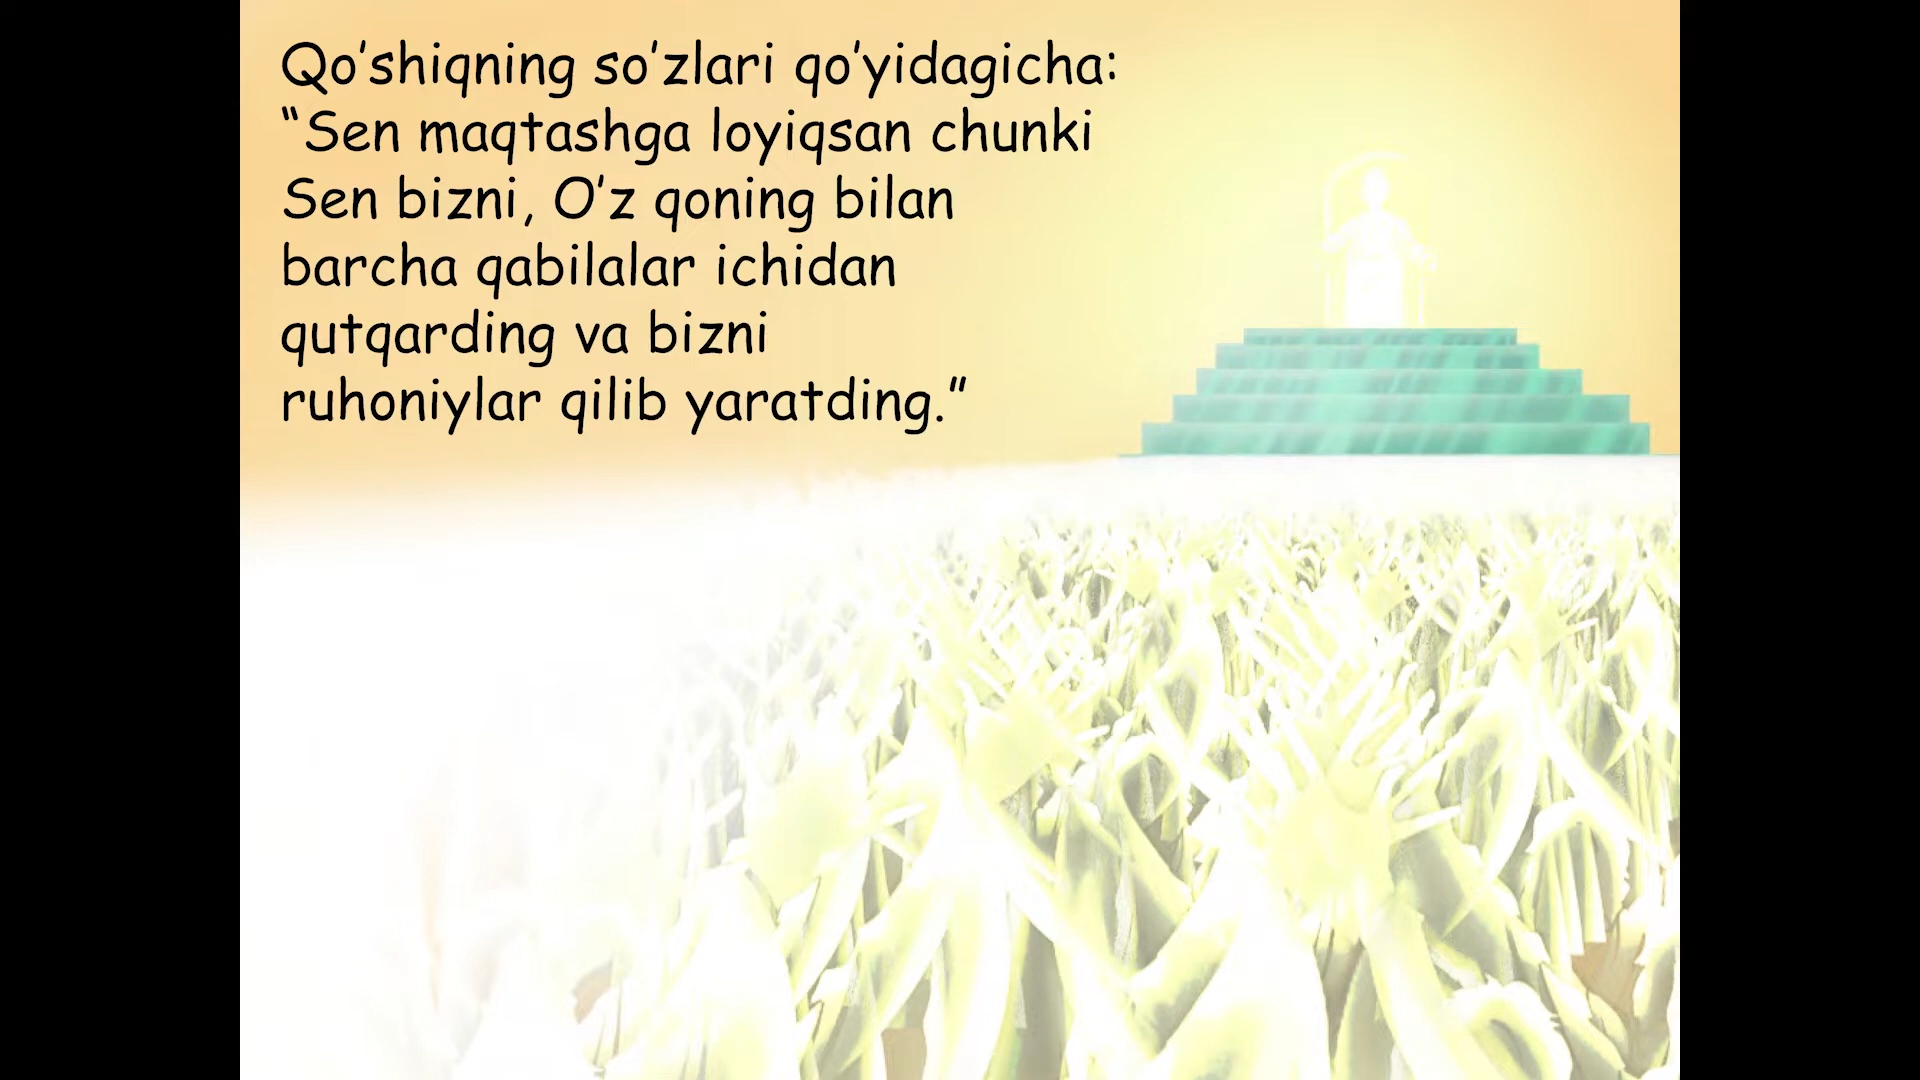 Qo’shiqning so’zlari qo’yidagicha:
“Sen maqtashga loyiqsan chunki
Sen bizni, O’z qoning bilan
barcha qabilalar ichidan
qutqarding va bizni
ruhoniylar qilib yaratding.”